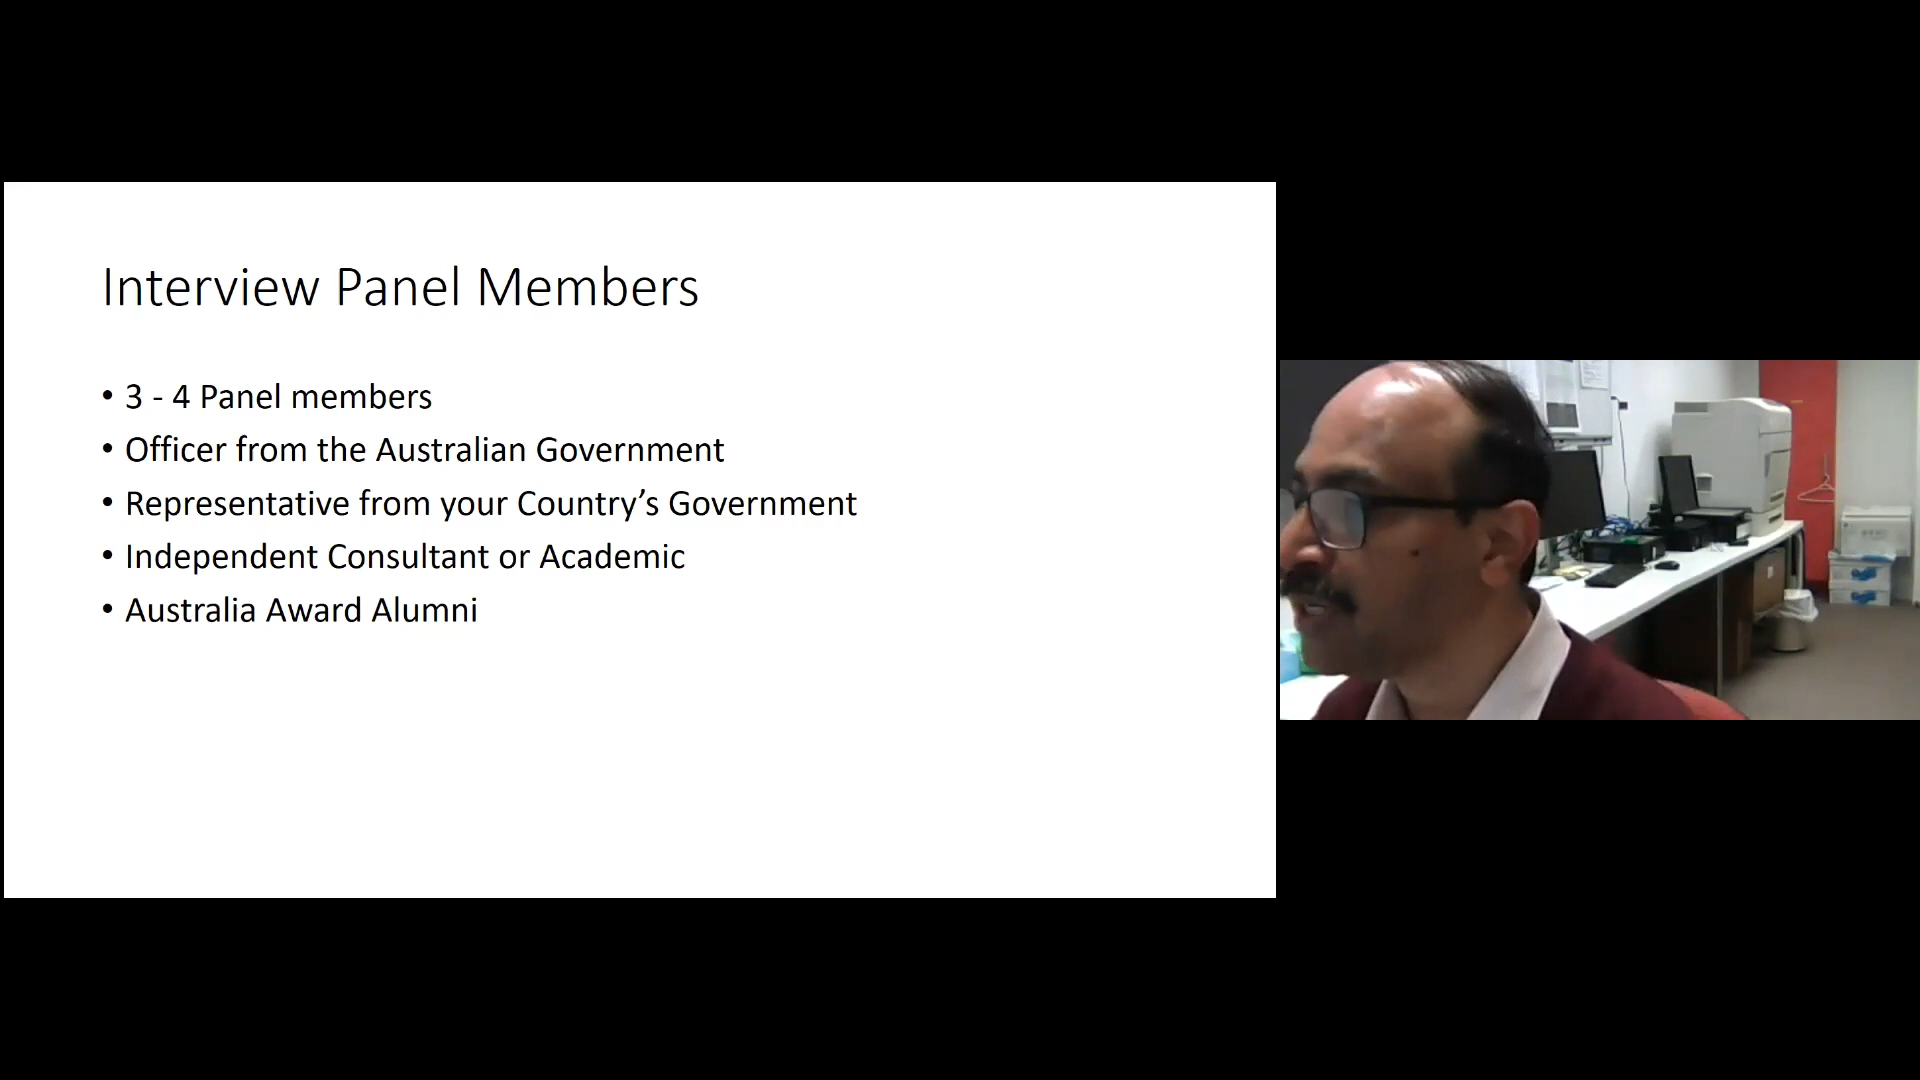 Interview Panel Members
• 3 - 4 Panel members
• Officer from the Australian Government
• Representative from your Country’s Government
• Independent Consultant or Academic
• Australia Award Alumni